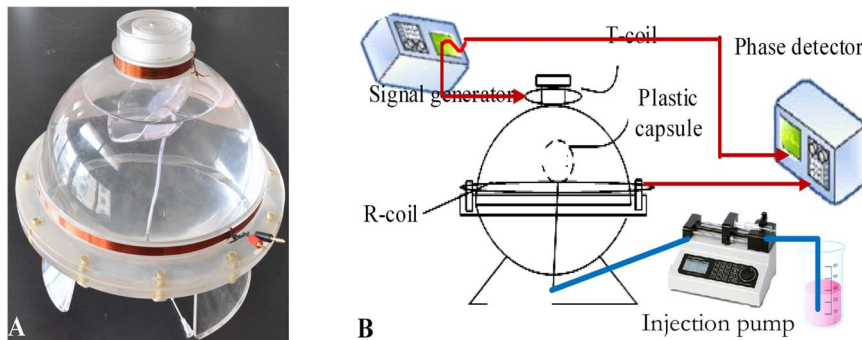 A
B
T-coil
Signal generator
Phase detector
Plastic
capsule
R-coil
Injection pump